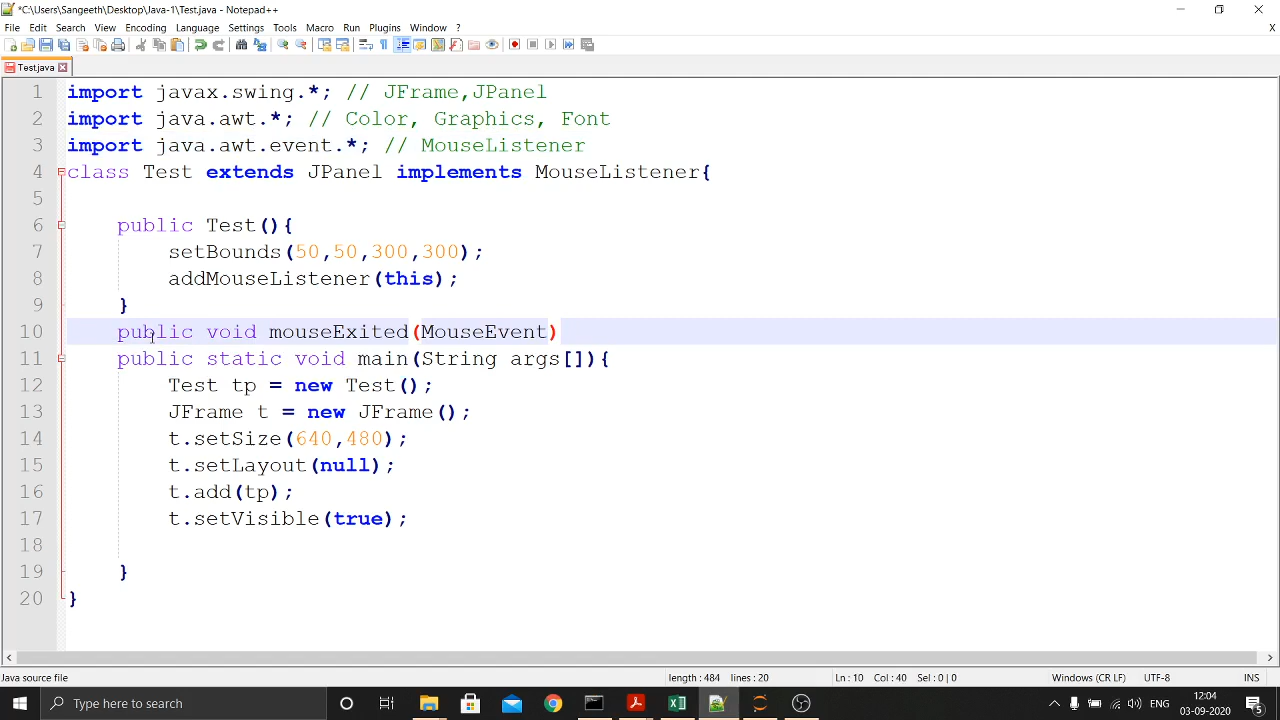 *C:\Users\Sangeeth\Desktop\Java-1\Test.java - Notepad++
File Edit Search View Encoding Language Settings Tools Macro Run Plugins Window ? X
Test.java
1 import javax.swing.*; // JFrame,JPanel
2 import java.awt.*; // Color, Graphics, Font
3 import java.awt.event.*; // MouseListener
4 class Test extends JPanel implements MouseListener{
5
6 public Test(){
7 setBounds(50,50,300,300);
8 addMouseListener(this);
9 }
10 public void mouseExited(MouseEvent)
11 public static void main(String args[]){
12 Test tp = new Test();
13 JFrame t = new JFrame();
14 t.setSize(640,480);
15 t.setLayout(null);
16 t.add(tp);
17 t.setVisible(true);
18
19 }
20 }
Java source file length : 484 lines : 20 Ln : 10 Col : 40 Sel : 0 | 0 Windows (CR LF) UTF-8 INS
Type here to search ENG 12:04
03-09-2020 5